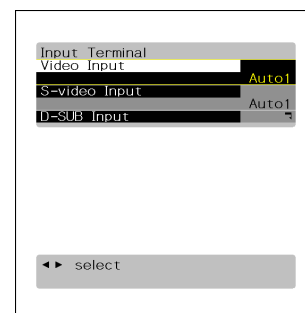 Input Terminal
Video Input
Auto1
S-video Input
Auto1
D-SUB Input
◄► select